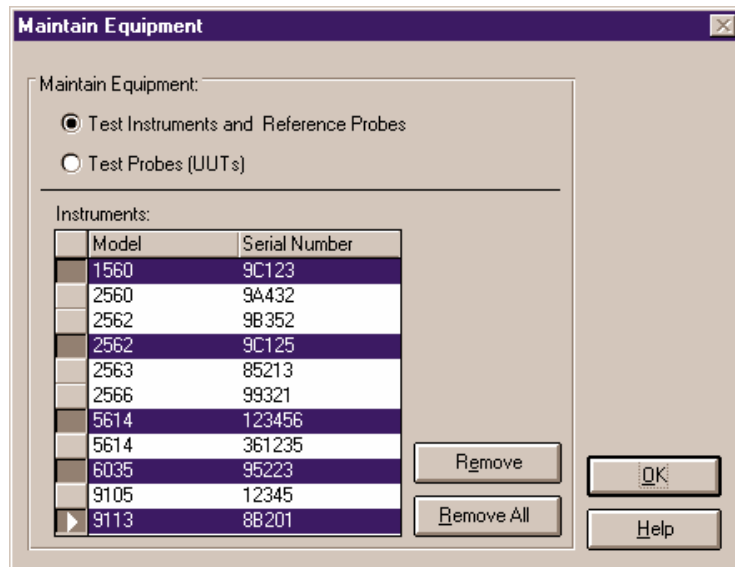 Maintain Equipment
Maintain Equipment:
Test Instruments and Reference Probes
Test Probes (UUTs)
Instruments:
Model Serial Number
1560 9C123
2560 9A432
2562 9B352
2562 9C125
2563 85213
2566 99321
5614 123456
5614 361235
6035 95223
9105 12345
9113 8B201
Remove
Remove All
OK
Help